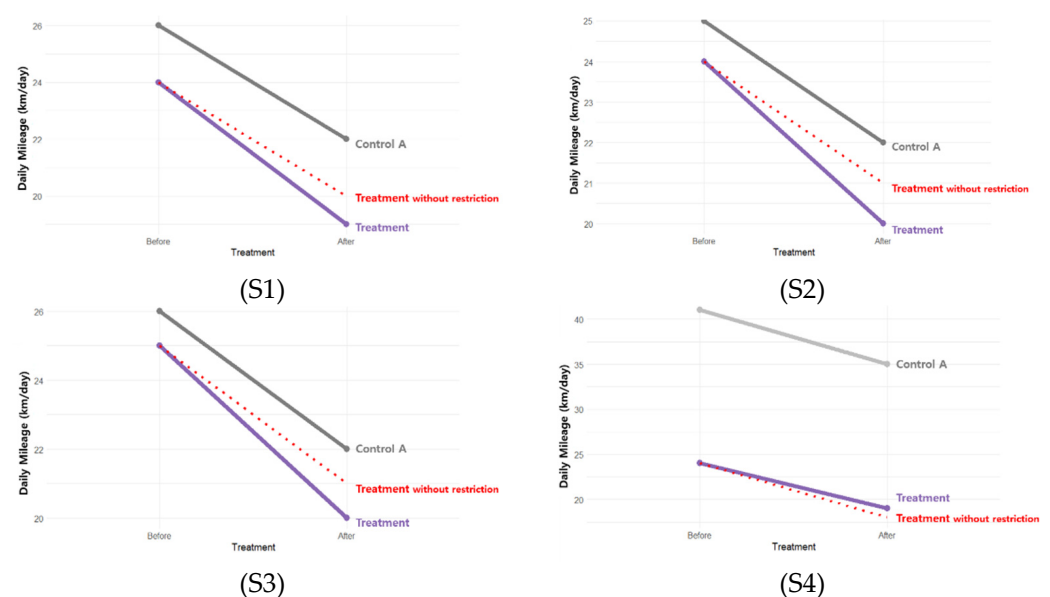 Daily Mileage (km/day)
26
24
22
20
Control A
Treatment without restriction
Treatment
Before
After
Treatment
(S1)
Daily Mileage (km/day)
25
24
23
22
21
20
Control A
Treatment without restriction
Treatment
Before
After
Treatment
(S2)
Daily Mileage (km/day)
26
24
22
20
Control A
Treatment without restriction
Treatment
Before
After
Treatment
(S3)
Daily Mileage (km/day)
40
35
30
25
20
Control A
Treatment
Treatment without restriction
Before
After
Treatment
(S4)